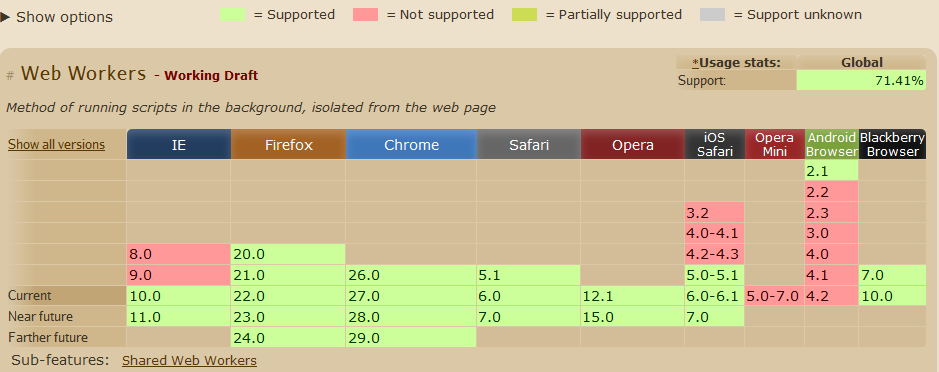 ▶ Show options = Supported = Not supported = Partially supported = Support unknown
# Web Workers - Working Draft
*Usage stats: Global
Support: 71.41%
Method of running scripts in the background, isolated from the web page
Show all versions IE Firefox Chrome Safari Opera iOS Safari Opera Mini Android Browser Blackberry Browser
2.1
2.2
3.2 2.3
4.0-4.1 3.0
8.0 20.0 4.2-4.3 4.0
9.0 21.0 26.0 5.1 5.0-5.1 4.1 7.0
Current 10.0 22.0 27.0 6.0 12.1 6.0-6.1 5.0-7.0 4.2 10.0
Near future 11.0 23.0 28.0 7.0 15.0 7.0
Farther future 24.0 29.0
Sub-features: Shared Web Workers